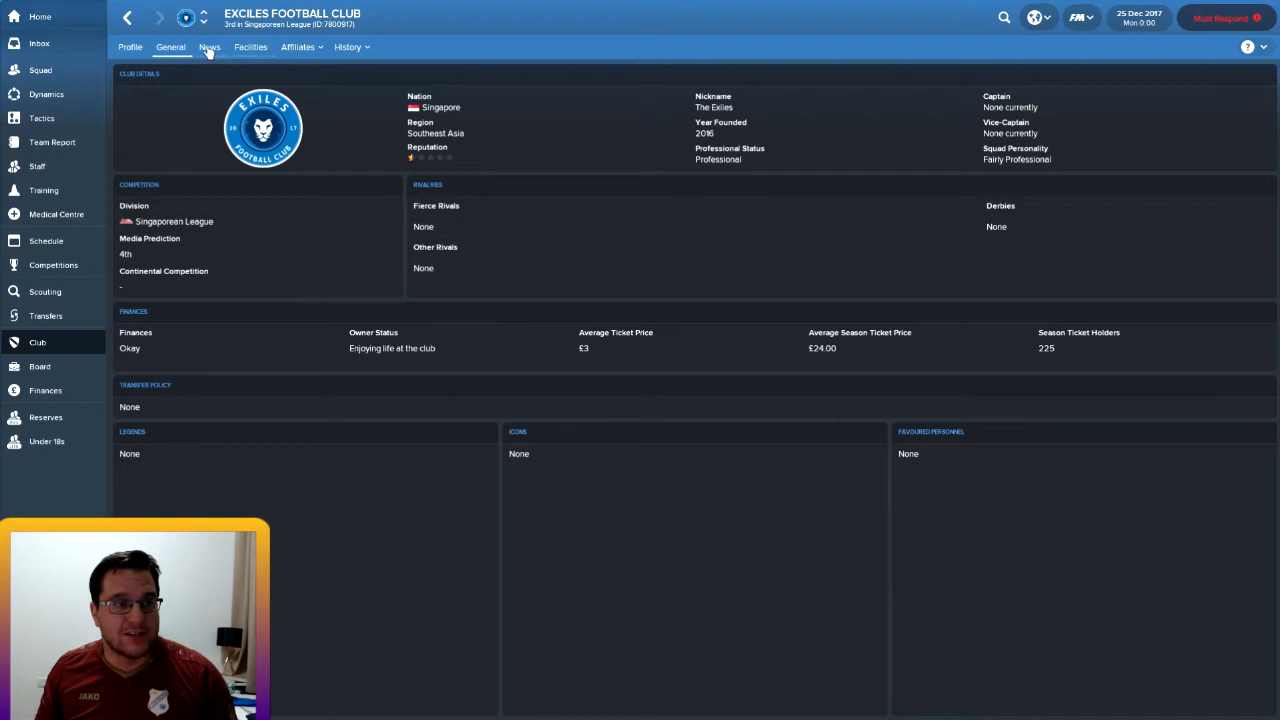 Home
Inbox
Squad
Dynamics
Tactics
Team Report
Staff
Training
Medical Centre
Schedule
Competitions
Scouting
Transfers
Club
Board
Finances
Reserves
Under 18s
EXCILES FOOTBALL CLUB
3rd in Singaporean League (ID:7800917)
FM
25 Dec 2017
Mon 0:00
Must Respond
Profile General News Facilities Affiliates History
?
CLUB DETAILS
EXILES
20 17
FOOTBALL CLUB
Nation
Singapore
Region
Southeast Asia
Reputation
Nickname
The Exiles
Year Founded
2016
Professional Status
Professional
Captain
None currently
Vice-Captain
None currently
Squad Personality
Fairly Professional
COMPETITION
Division
Singaporean League
Media Prediction
4th
Continental Competition
-
RIVALRIES
Fierce Rivals
None
Other Rivals
None
Derbies
None
FINANCES
Finances
Okay
Owner Status
Enjoying life at the club
Average Ticket Price
£3
Average Season Ticket Price
£24.00
Season Ticket Holders
225
TRANSFER POLICY
None
LEGENDS
None
ICONS
None
FAVOURED PERSONNEL
None
JAKO